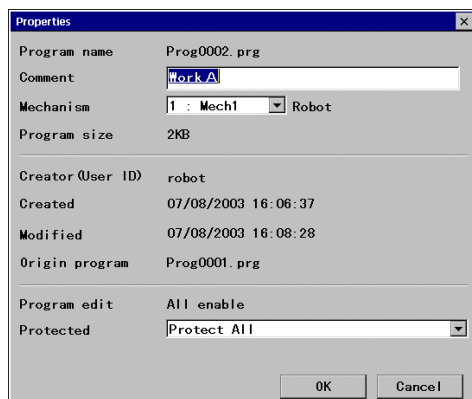 Properties
Program name Prog0002.prg
Comment Work A
Mechanism 1 : Mech1 Robot
Program size 2KB
Creator(User ID) robot
Created 07/08/2003 16:06:37
Modified 07/08/2003 16:08:28
Origin program Prog0001.prg
Program edit All enable
Protected Protect All
OK Cancel